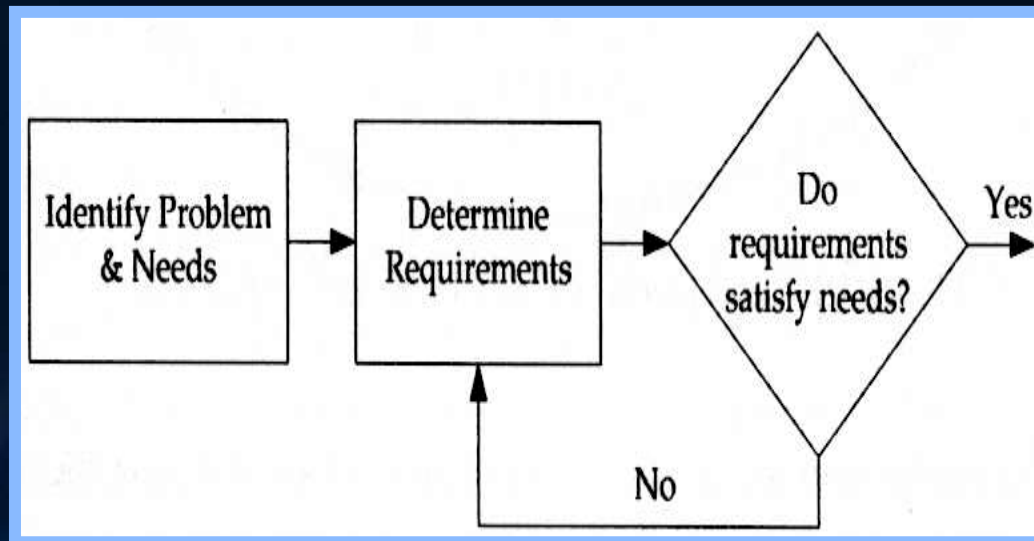 Identify Problem
& Needs
Determine
Requirements
Do
requirements
satisfy needs?
Yes
No